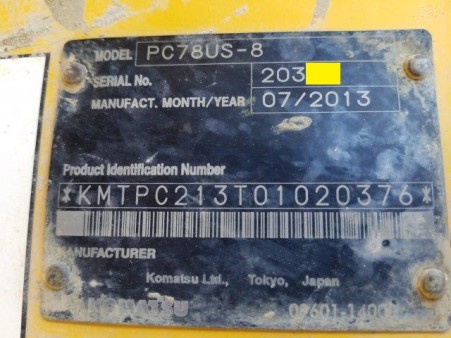 MODEL PC78US-8
SERIAL No. 203
MANUFACT. MONTH/YEAR 07/2013
Product Identification Number
*KMTPC213T01020376*
MANUFACTURER
Komatsu Ltd., Tokyo, Japan
KOMATSU